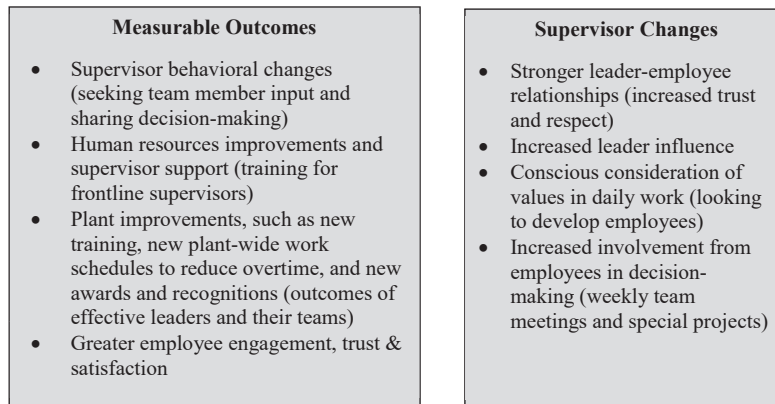 Measurable Outcomes
• Supervisor behavioral changes
(seeking team member input and
sharing decision-making)
• Human resources improvements and
supervisor support (training for
frontline supervisors)
• Plant improvements, such as new
training, new plant-wide work
schedules to reduce overtime, and new
awards and recognitions (outcomes of
effective leaders and their teams)
• Greater employee engagement, trust &
satisfaction
Supervisor Changes
• Stronger leader-employee
relationships (increased trust
and respect)
• Increased leader influence
• Conscious consideration of
values in daily work (looking
to develop employees)
• Increased involvement from
employees in decision-
making (weekly team
meetings and special projects)